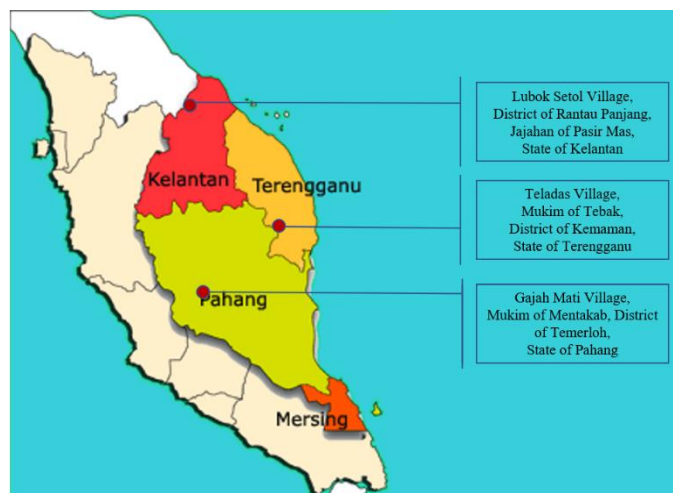 Lubok Setol Village,
District of Rantau Panjang,
Jajahan of Pasir Mas,
State of Kelantan
Kelantan
Terengganu
Teladas Village,
Mukim of Tebak,
District of Kemaman,
State of Terengganu
Pahang
Gajah Mati Village,
Mukim of Mentakab, District
of Temerloh,
State of Pahang
Mersing